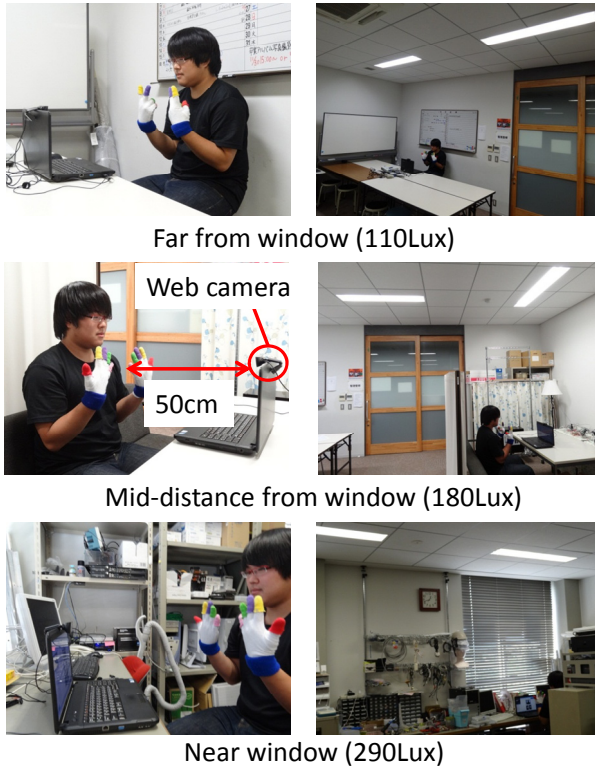 Far from window (110Lux)
Web camera
50cm
Mid-distance from window (180Lux)
Near window (290Lux)